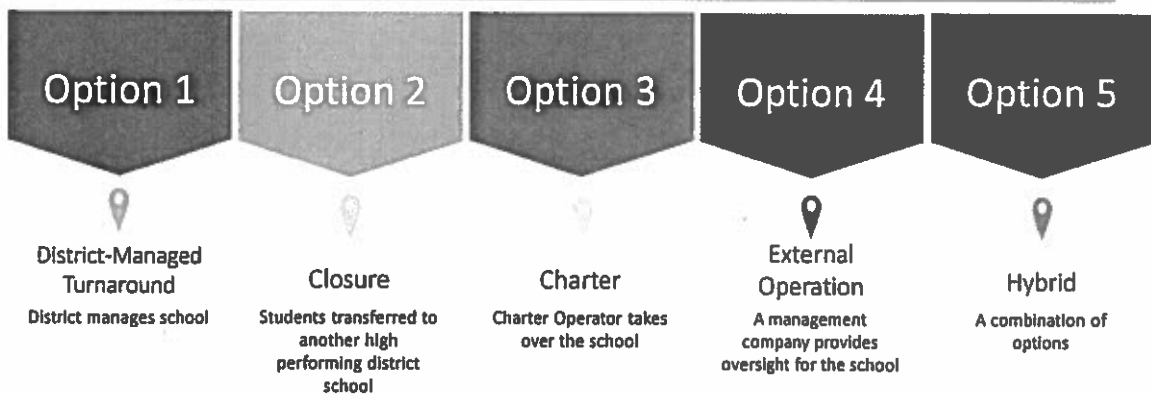 Option 1
District-Managed
Turnaround
District manages school
Option 2
Closure
Students transferred to
another high
performing district
school
Option 3
Charter
Charter Operator takes
over the school
Option 4
External
Operation
A management
company provides
oversight for the school
Option 5
Hybrid
A combination of
options